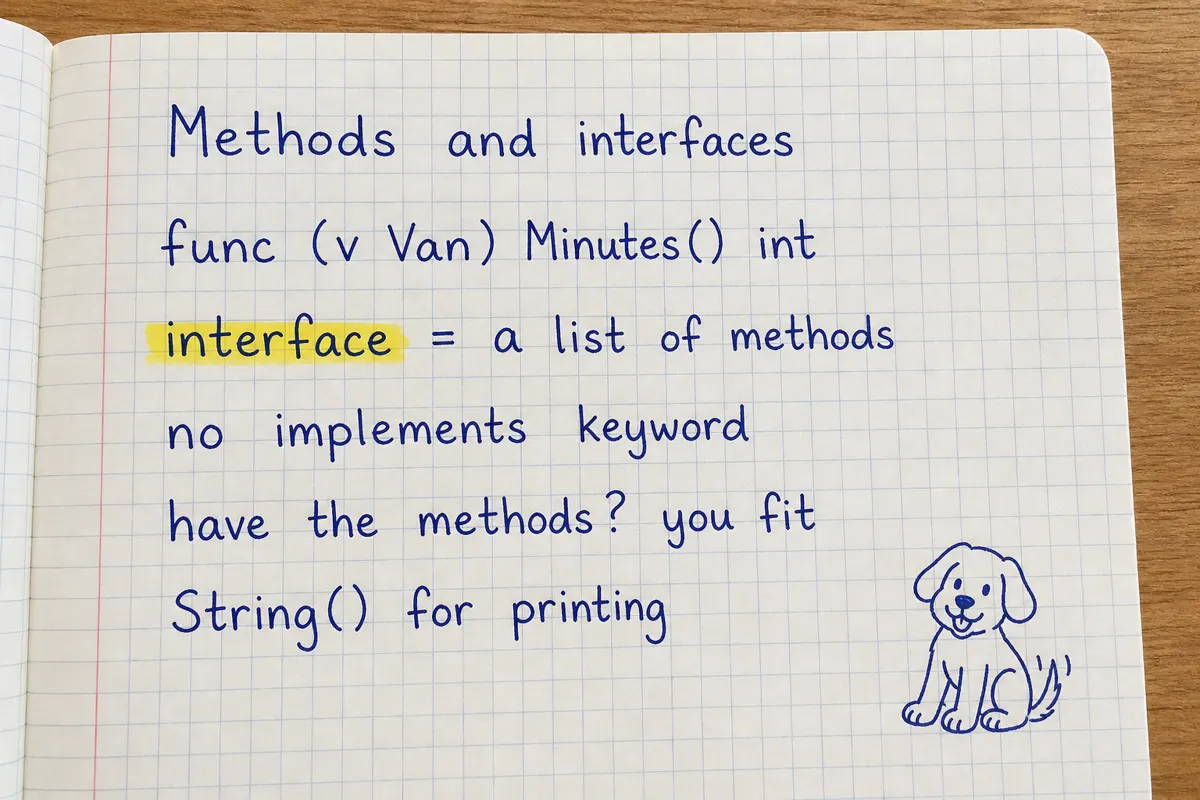 Methods and interfaces
func (v Van) Minutes() int
interface = a list of methods
no implements keyword
have the methods? you fit
String() for printing